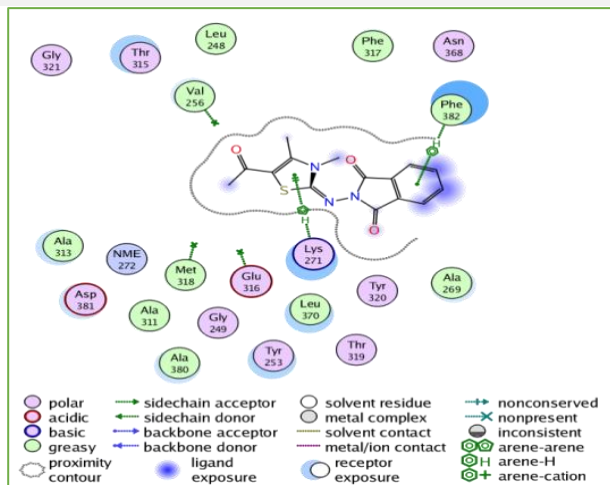 Leu
248
Phe
317
Asn
368
Gly
321
Thr
315
Val
256
Phe
382
H
O
N
O
S
N
N
O
H
Lys
271
Ala
313
NME
272
Met
318
Glu
316
Asp
381
Ala
311
Gly
249
Leu
370
Tyr
320
Ala
269
Ala
380
Tyr
253
Thr
319
polar
acidic
basic
greasy
proximity
contour
sidechain acceptor
sidechain donor
backbone acceptor
backbone donor
ligand
exposure
solvent residue
metal complex
solvent contact
metal/ion contact
receptor
exposure
nonconserved
nonpresent
inconsistent
arene-arene
H arene-H
+ arene-cation